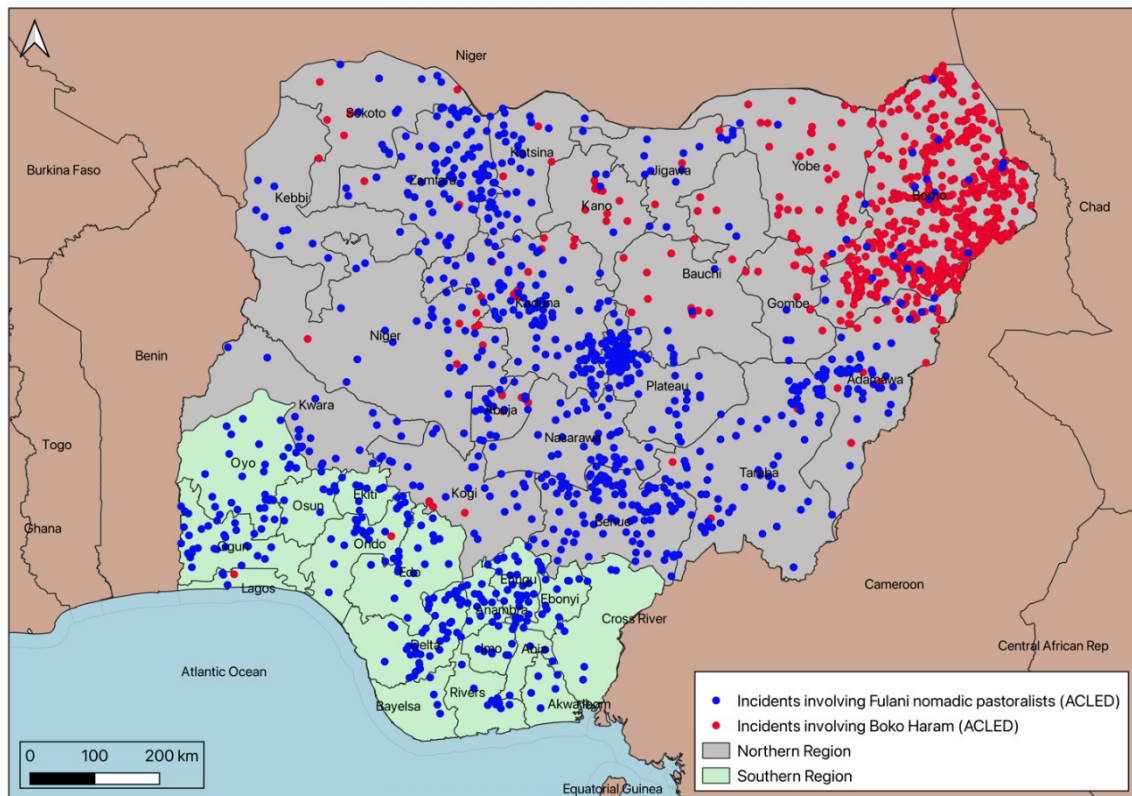 Niger
Sokoto
Katsina
Burkina Faso
Zamfara
Jigawa
Yobe
Kebbi
Kano
Borno
Chad
Bauchi
Kaduna
Gombe
Niger
Benin
Plateau
Adamawa
Kwara
Abuja
Nasarawa
Togo
Oyo
Taraba
Ekiti
Kogi
Osun
Benue
Ghana
Ogun
Ondo
Edo
Enugu
Cameroon
Lagos
Ebonyi
Anambra
Cross River
Delta
Imo
Abia
Central African Rep
Atlantic Ocean
Rivers
Bayelsa
Akwa Ibom
Incidents involving Fulani nomadic pastoralists (ACLED)
Incidents involving Boko Haram (ACLED)
Northern Region
Southern Region
0 100 200 km
Equatorial Guinea